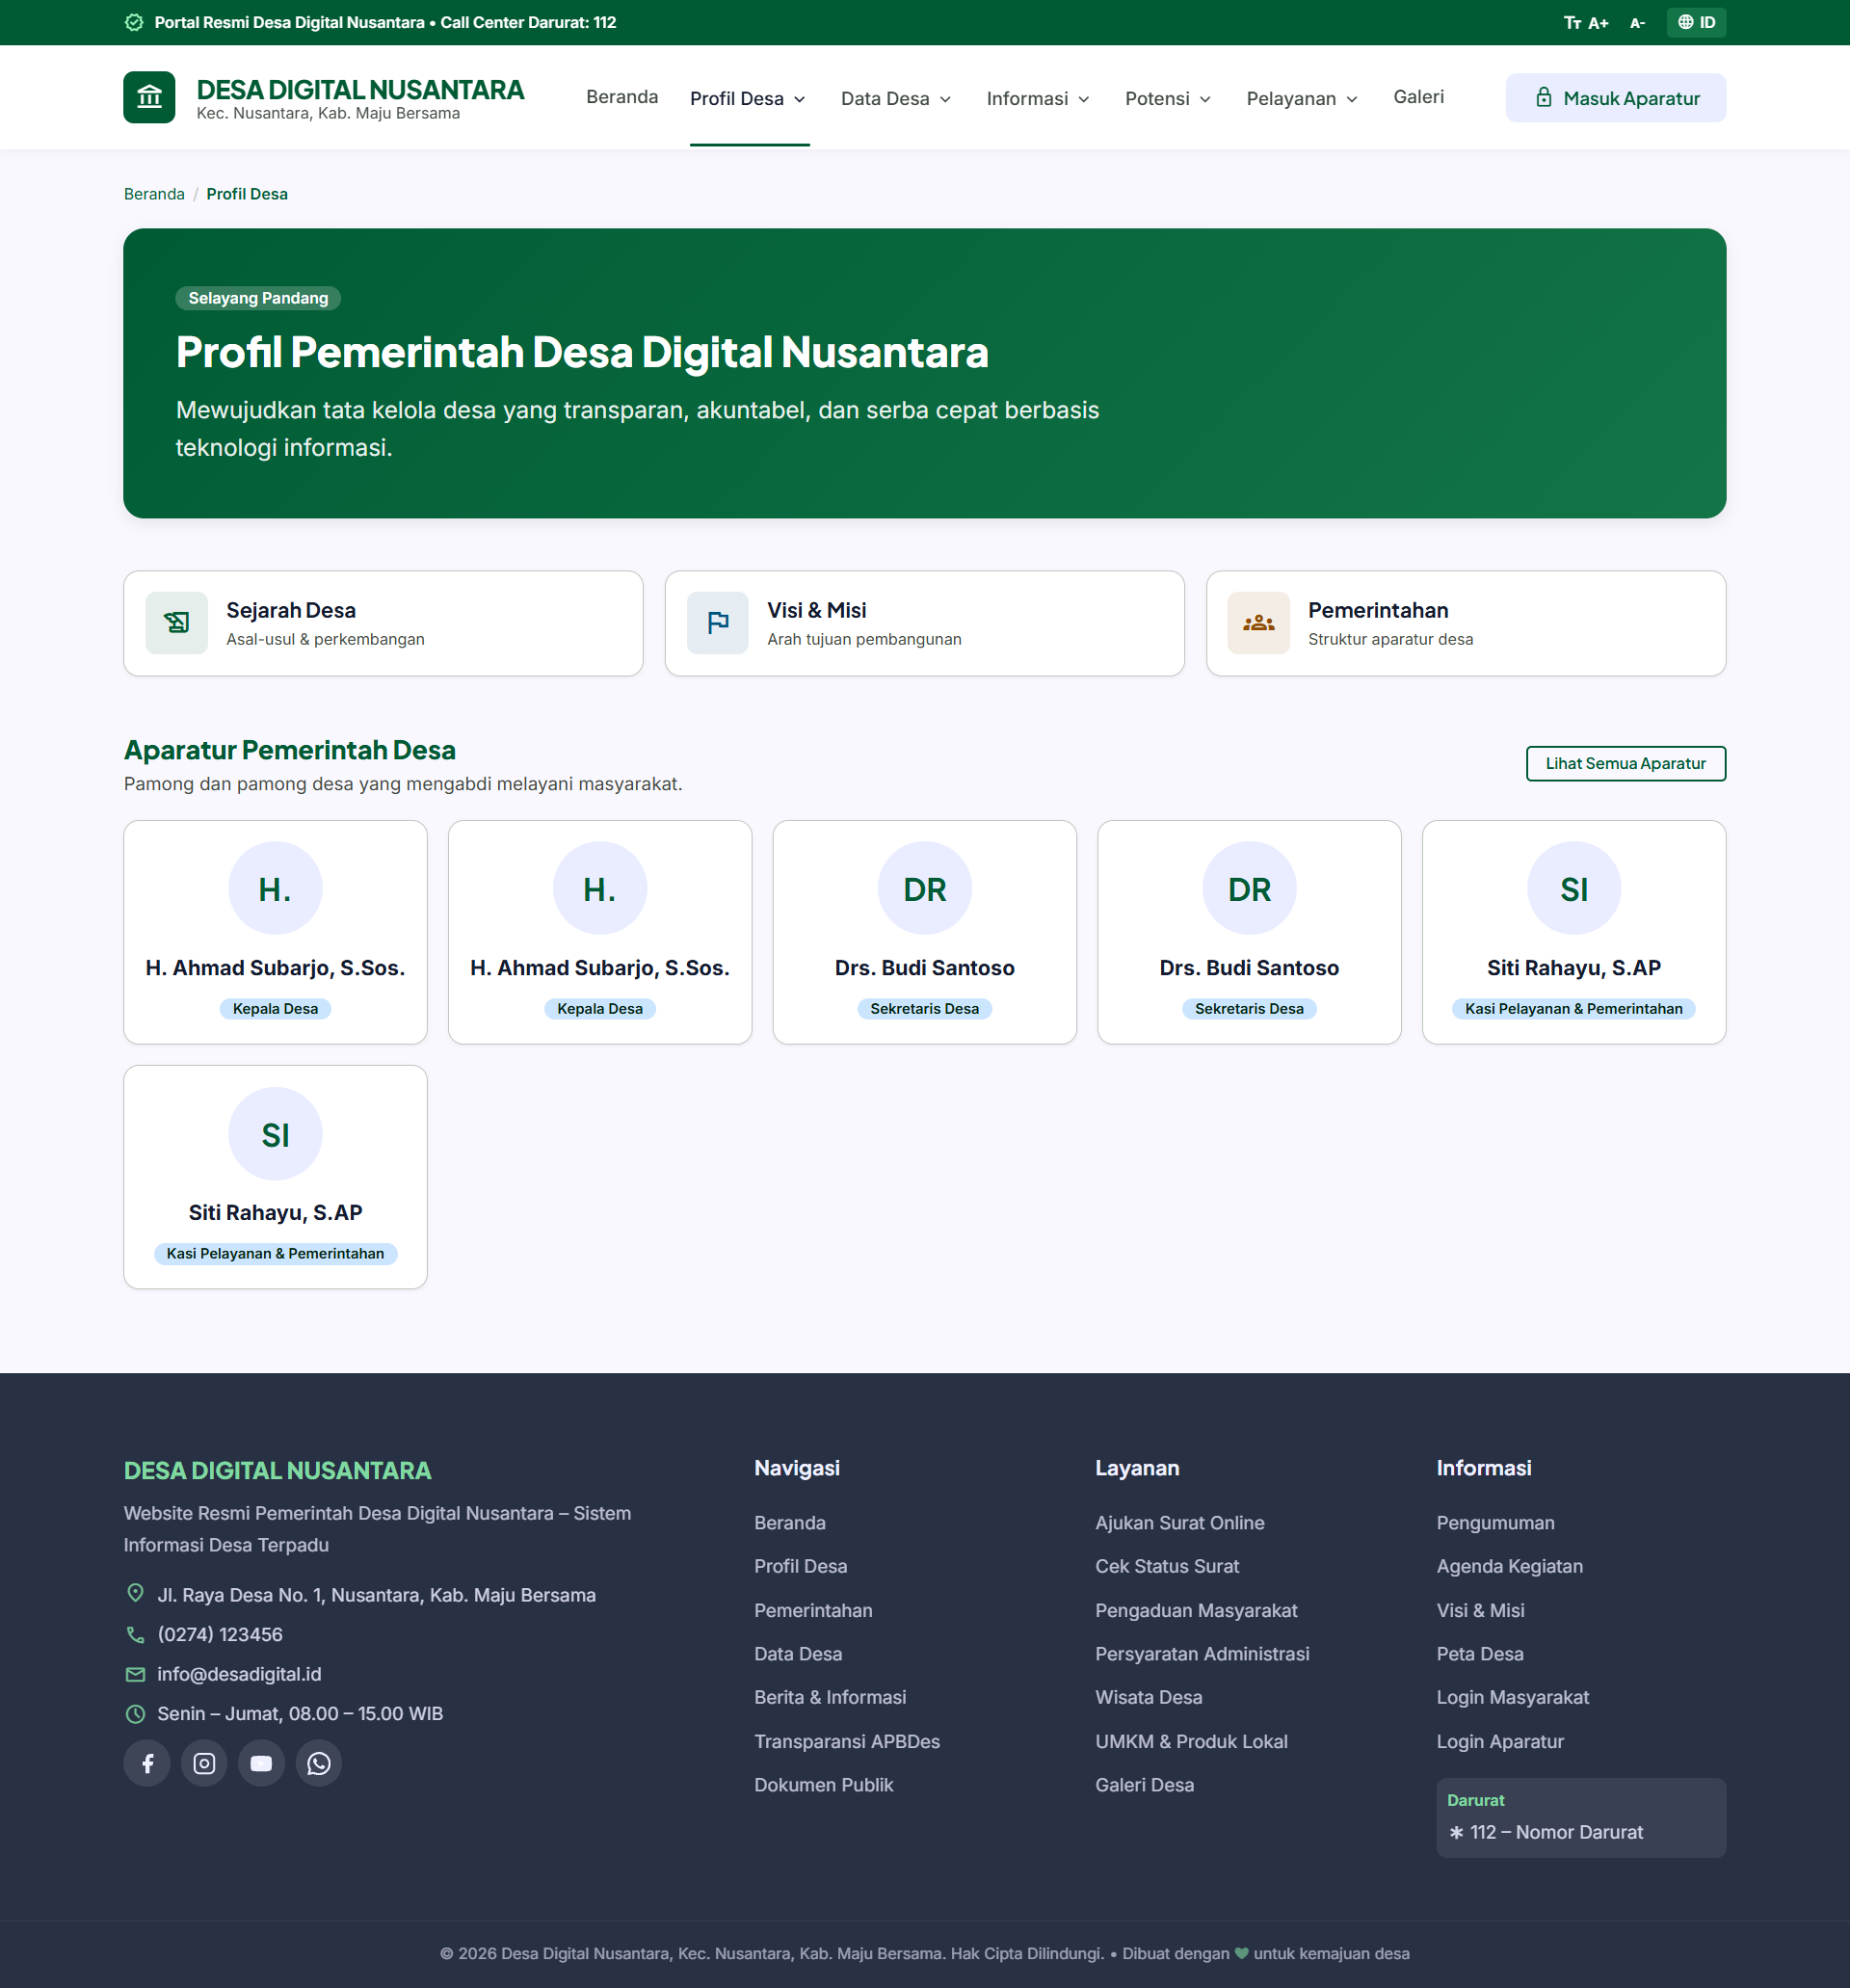 Portal Resmi Desa Digital Nusantara • Call Center Darurat: 112
Tт A+ A- ID
DESA DIGITAL NUSANTARA
Kec. Nusantara, Kab. Maju Bersama
Beranda Profil Desa Data Desa Informasi Potensi Pelayanan Galeri
Masuk Aparatur
Beranda / Profil Desa
Selayang Pandang
Profil Pemerintah Desa Digital Nusantara
Mewujudkan tata kelola desa yang transparan, akuntabel, dan serba cepat berbasis
teknologi informasi.
Sejarah Desa
Asal-usul & perkembangan
Visi & Misi
Arah tujuan pembangunan
Pemerintahan
Struktur aparatur desa
Aparatur Pemerintah Desa
Pamong dan pamong desa yang mengabdi melayani masyarakat.
Lihat Semua Aparatur
H.
H. Ahmad Subarjo, S.Sos.
Kepala Desa
H.
H. Ahmad Subarjo, S.Sos.
Kepala Desa
DR
Drs. Budi Santoso
Sekretaris Desa
DR
Drs. Budi Santoso
Sekretaris Desa
SI
Siti Rahayu, S.AP
Kasi Pelayanan & Pemerintahan
SI
Siti Rahayu, S.AP
Kasi Pelayanan & Pemerintahan
DESA DIGITAL NUSANTARA
Website Resmi Pemerintah Desa Digital Nusantara – Sistem
Informasi Desa Terpadu
Jl. Raya Desa No. 1, Nusantara, Kab. Maju Bersama
(0274) 123456
info@desadigital.id
Senin – Jumat, 08.00 – 15.00 WIB
Navigasi
Beranda
Profil Desa
Pemerintahan
Data Desa
Berita & Informasi
Transparansi APBDes
Dokumen Publik
Layanan
Ajukan Surat Online
Cek Status Surat
Pengaduan Masyarakat
Persyaratan Administrasi
Wisata Desa
UMKM & Produk Lokal
Galeri Desa
Informasi
Pengumuman
Agenda Kegiatan
Visi & Misi
Peta Desa
Login Masyarakat
Login Aparatur
Darurat
112 – Nomor Darurat
© 2026 Desa Digital Nusantara, Kec. Nusantara, Kab. Maju Bersama. Hak Cipta Dilindungi. • Dibuat dengan ♥ untuk kemajuan desa